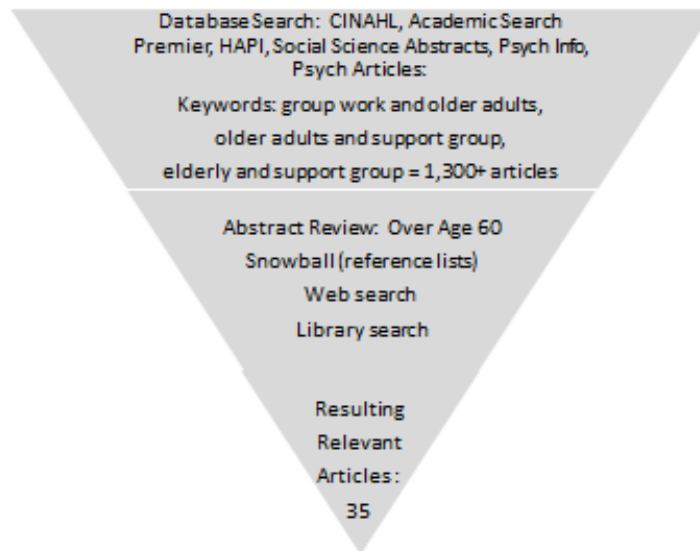 Database Search: CINAHL, Academic Search
Premier, HAPI, Social Science Abstracts, Psych Info,
Psych Articles:
Keywords: group work and older adults,
older adults and support group,
elderly and support group = 1,300+ articles
Abstract Review: Over Age 60
Snowball (reference lists)
Web search
Library search
Resulting
Relevant
Articles:
35